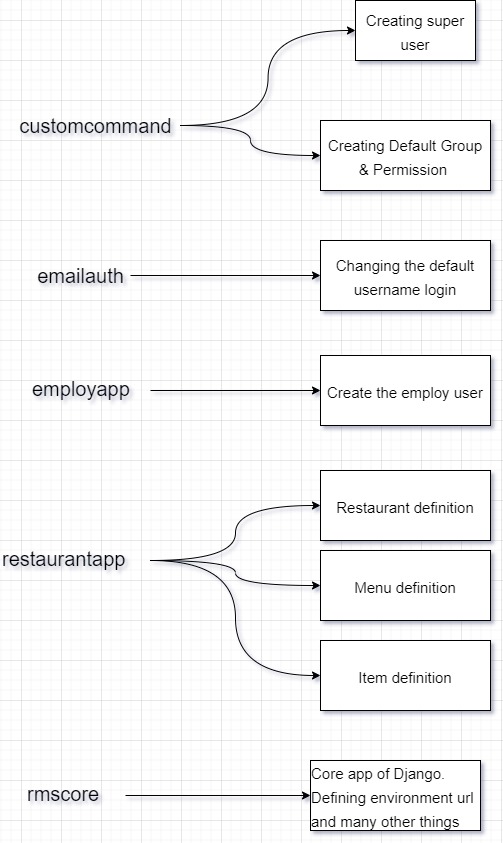 Creating super
user
customcommand
Creating Default Group
& Permission
emailauth
Changing the default
username login
employapp
Create the employ user
restaurantapp
Restaurant definition
Menu definition
Item definition
rmscore
Core app of Django.
Defining environment url
and many other things